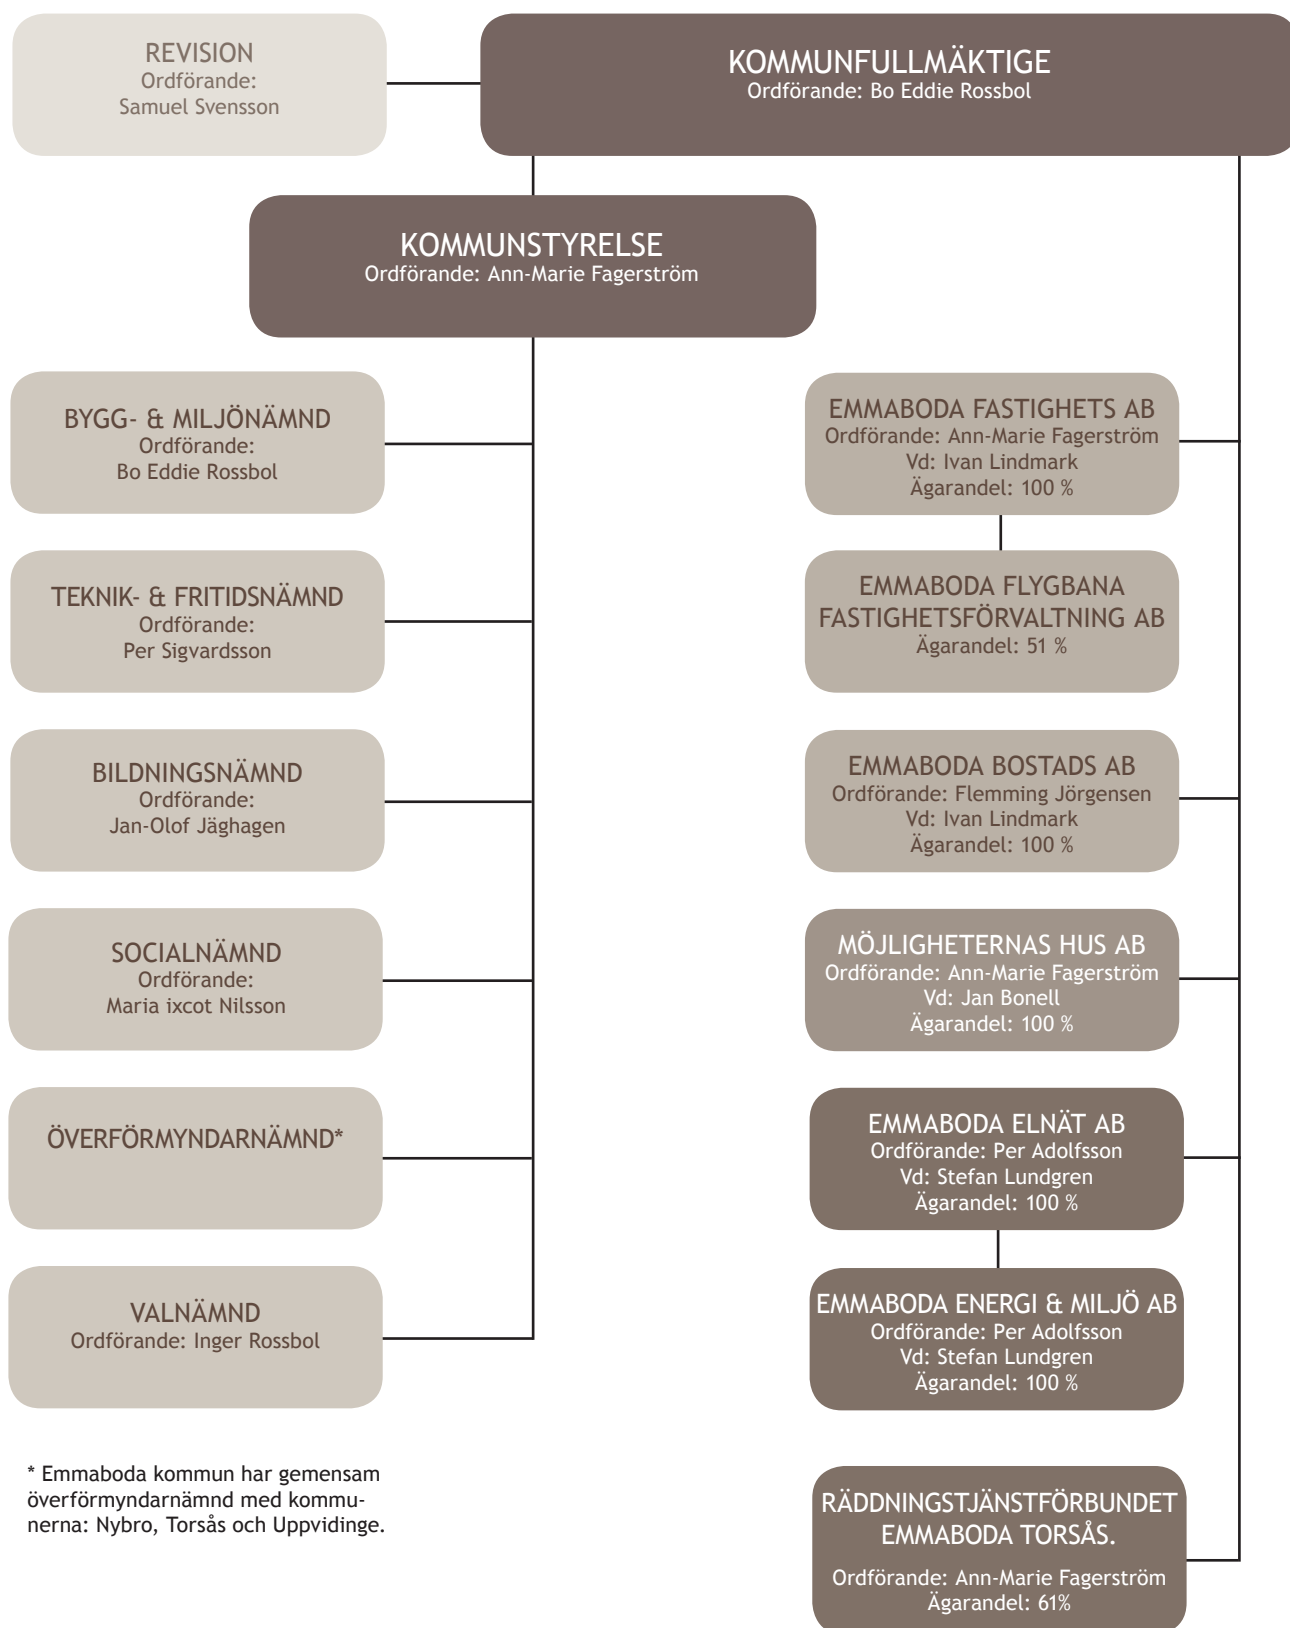 REVISION
Ordförande:
Samuel Svensson
KOMMUNFULLMÄKTIGE
Ordförande: Bo Eddie Rossbol
KOMMUNSTYRELSE
Ordförande: Ann-Marie Fagerström
BYGG- & MILJÖNÄMND
Ordförande:
Bo Eddie Rossbol
TEKNIK- & FRITIDSNÄMND
Ordförande:
Per Sigvardsson
BILDNINGSNÄMND
Ordförande:
Jan-Olof Jäghagen
SOCIALNÄMND
Ordförande:
Maria ixcot Nilsson
ÖVERFÖRMYNDARNÄMND*
VALNÄMND
Ordförande: Inger Rossbol
* Emmaboda kommun har gemensam
överförmyndarnämnd med kommu-
nerna: Nybro, Torsås och Uppvidinge.
EMMABODA FASTIGHETS AB
Ordförande: Ann-Marie Fagerström
Vd: Ivan Lindmark
Ägarandel: 100 %
EMMABODA FLYGBANA
FASTIGHETSFÖRVALTNING AB
Ägarandel: 51 %
EMMABODA BOSTADS AB
Ordförande: Flemming Jörgensen
Vd: Ivan Lindmark
Ägarandel: 100 %
MÖJLIGHETERNAS HUS AB
Ordförande: Ann-Marie Fagerström
Vd: Jan Bonell
Ägarandel: 100 %
EMMABODA ELNÄT AB
Ordförande: Per Adolfsson
Vd: Stefan Lundgren
Ägarandel: 100 %
EMMABODA ENERGI & MILJÖ AB
Ordförande: Per Adolfsson
Vd: Stefan Lundgren
Ägarandel: 100 %
RÄDDNINGSTJÄNSTFÖRBUNDET
EMMABODA TORSÅS.
Ordförande: Ann-Marie Fagerström
Ägarandel: 61%